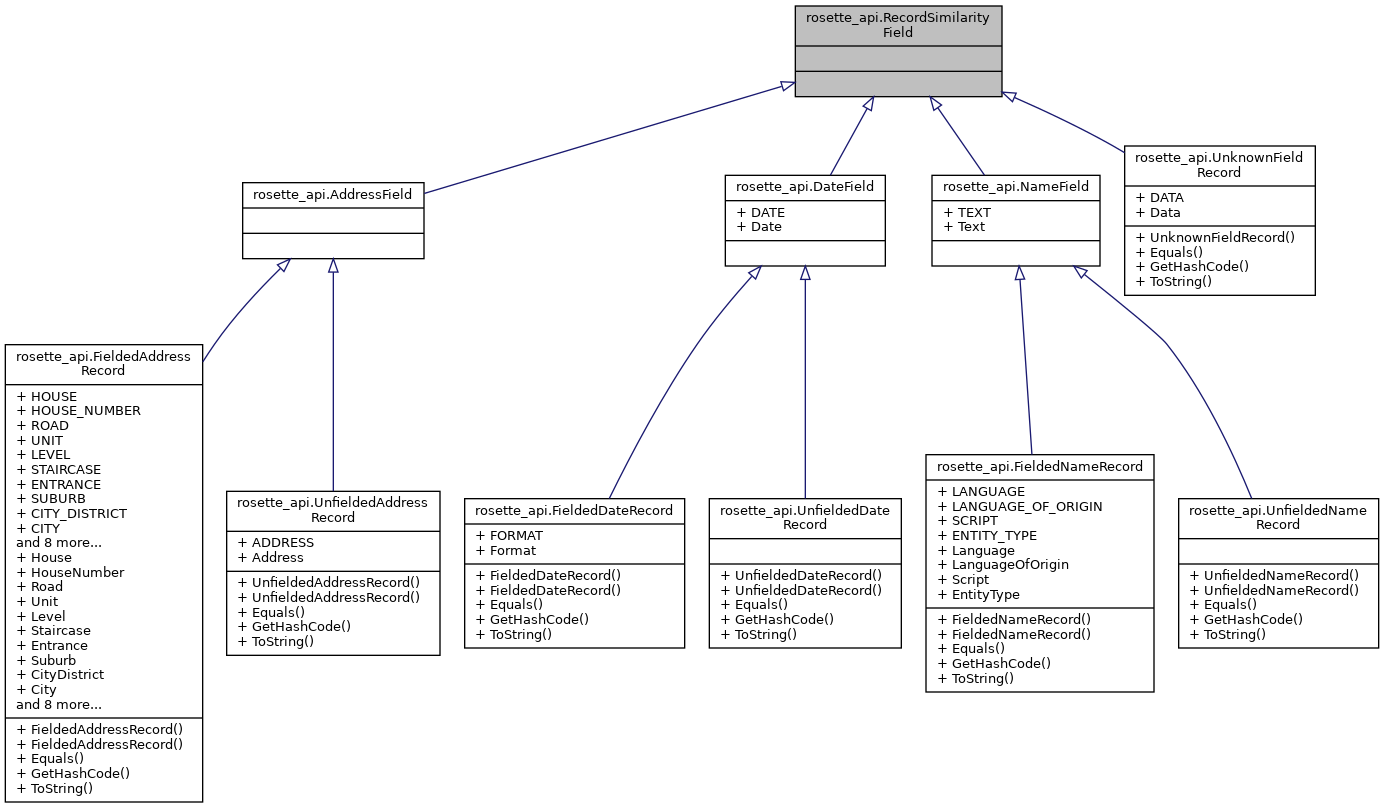 rosette_api.RecordSimilarity
Field
rosette_api.AddressField
rosette_api.DateField
+ DATE
+ Date
rosette_api.NameField
+ TEXT
+ Text
rosette_api.UnknownField
Record
+ DATA
+ Data
+ UnknownFieldRecord()
+ Equals()
+ GetHashCode()
+ ToString()
rosette_api.FieldedAddress
Record
+ HOUSE
+ HOUSE_NUMBER
+ ROAD
+ UNIT
+ LEVEL
+ STAIRCASE
+ ENTRANCE
+ SUBURB
+ CITY_DISTRICT
+ CITY
and 8 more...
+ House
+ HouseNumber
+ Road
+ Unit
+ Level
+ Staircase
+ Entrance
+ Suburb
+ CityDistrict
+ City
and 8 more...
+ FieldedAddressRecord()
+ FieldedAddressRecord()
+ Equals()
+ GetHashCode()
+ ToString()
rosette_api.UnfieldedAddress
Record
+ ADDRESS
+ Address
+ UnfieldedAddressRecord()
+ UnfieldedAddressRecord()
+ Equals()
+ GetHashCode()
+ ToString()
rosette_api.FieldedDateRecord
+ FORMAT
+ Format
+ FieldedDateRecord()
+ FieldedDateRecord()
+ Equals()
+ GetHashCode()
+ ToString()
rosette_api.UnfieldedDate
Record
+ UnfieldedDateRecord()
+ UnfieldedDateRecord()
+ Equals()
+ GetHashCode()
+ ToString()
rosette_api.FieldedNameRecord
+ LANGUAGE
+ LANGUAGE_OF_ORIGIN
+ SCRIPT
+ ENTITY_TYPE
+ Language
+ LanguageOfOrigin
+ Script
+ EntityType
+ FieldedNameRecord()
+ FieldedNameRecord()
+ Equals()
+ GetHashCode()
+ ToString()
rosette_api.UnfieldedName
Record
+ UnfieldedNameRecord()
+ UnfieldedNameRecord()
+ Equals()
+ GetHashCode()
+ ToString()